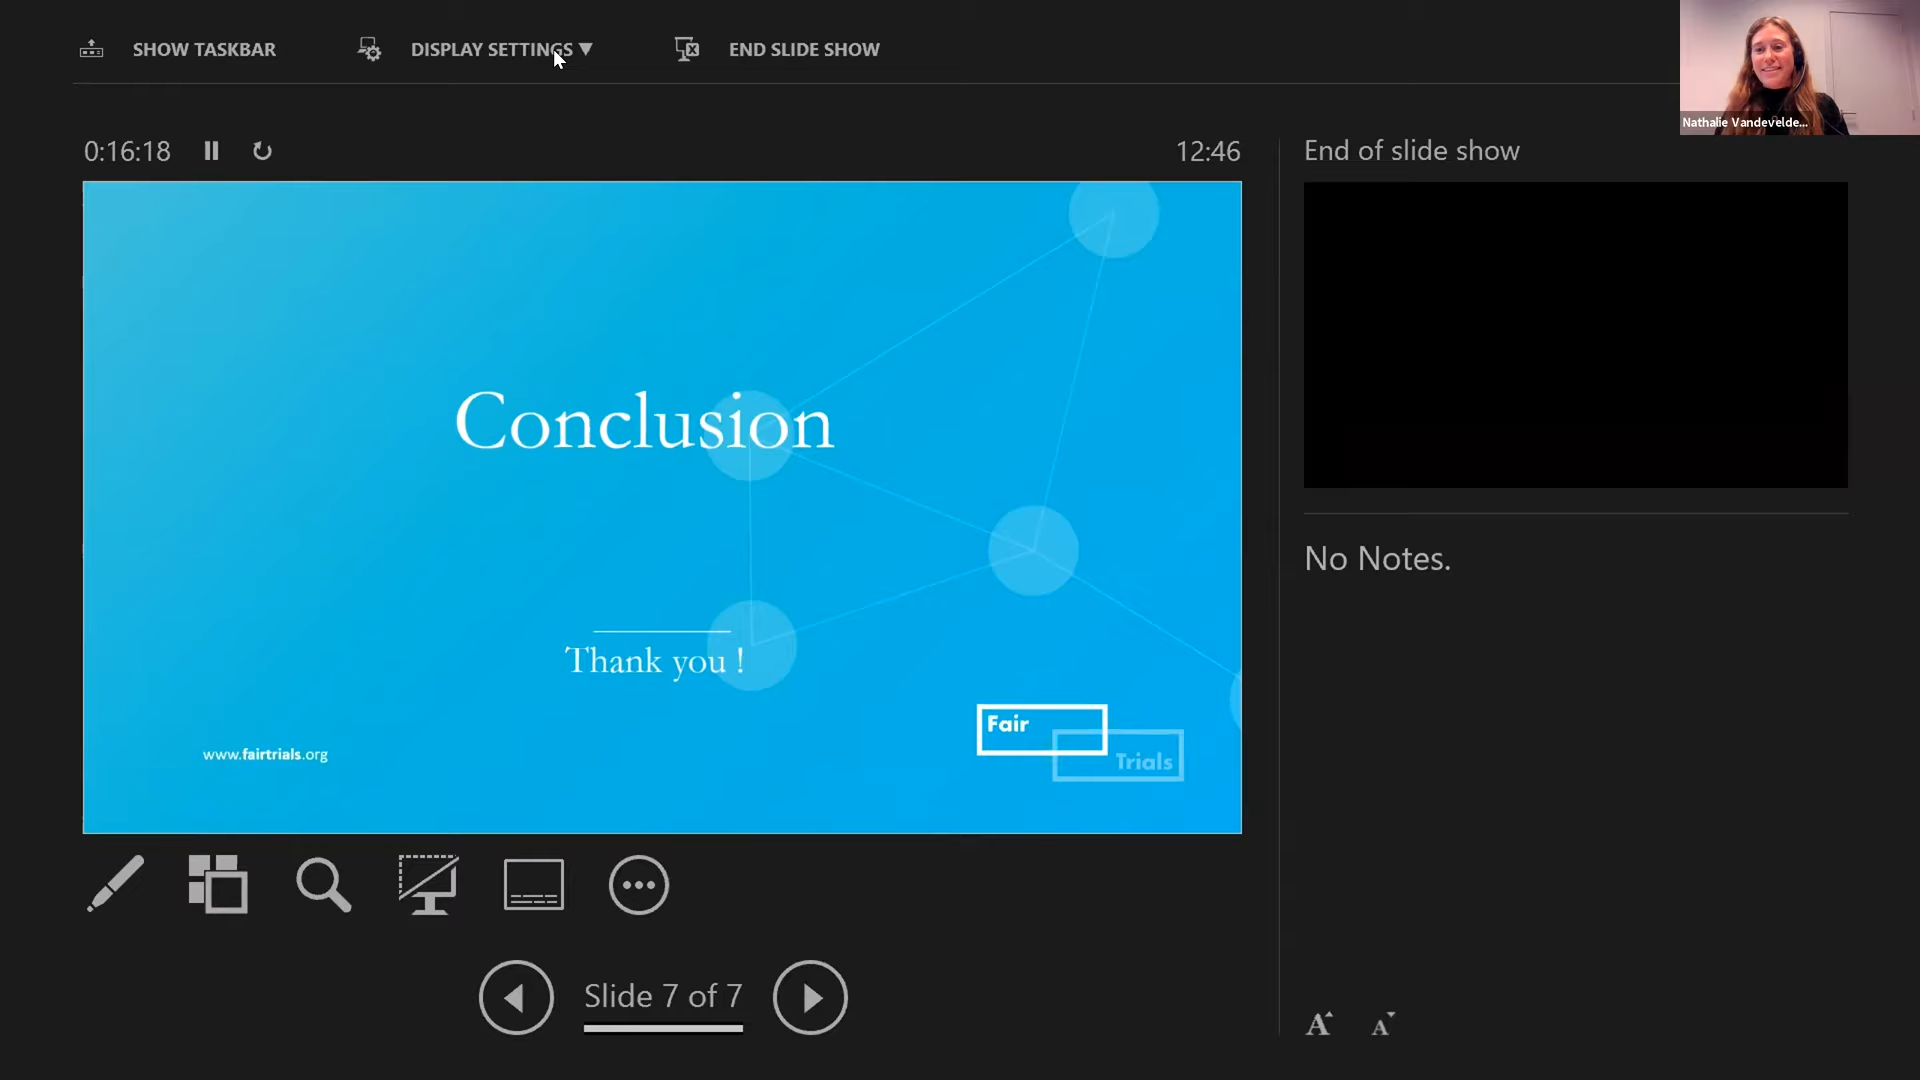 SHOW TASKBAR
DISPLAY SETTINGS ▼
END SLIDE SHOW
Nathalie Vandevelde...
0:16:18
12:46
End of slide show
Conclusion
Thank you !
www.fairtrials.org
Fair
Trials
No Notes.
Slide 7 of 7
A
A